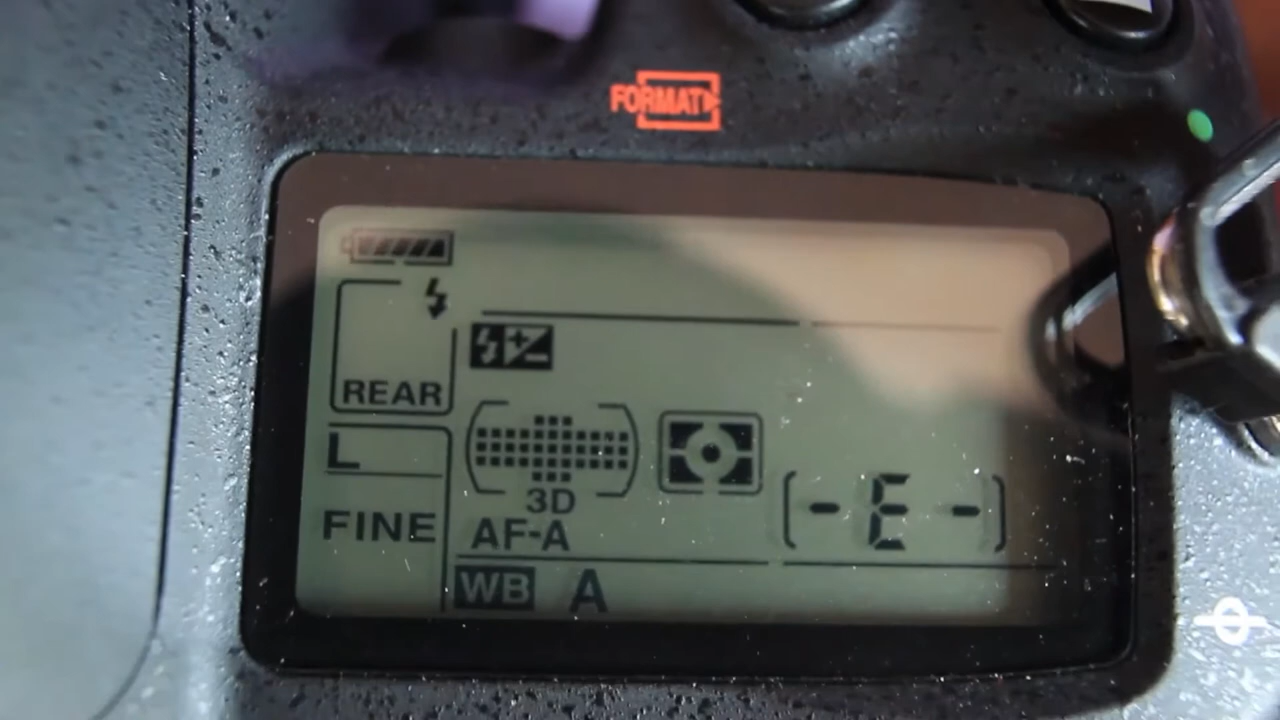 FORMAT
REAR
L
FINE
3D
AF-A
[-E-]
WB A